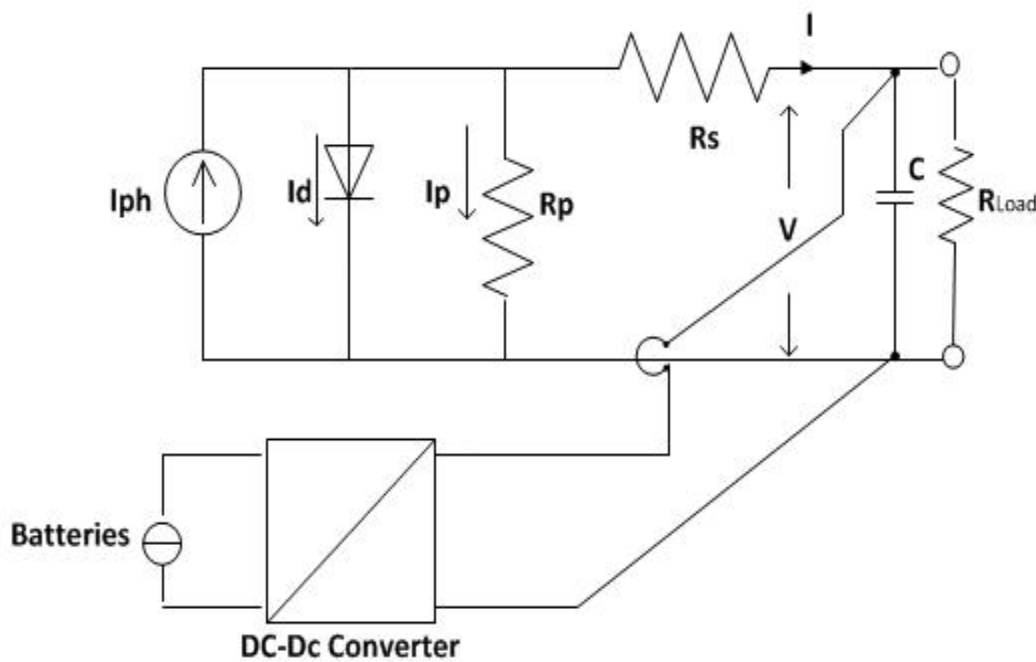 I
Rs
Iph
Id
Ip
Rp
V
C
RLoad
Batteries
DC-Dc Converter